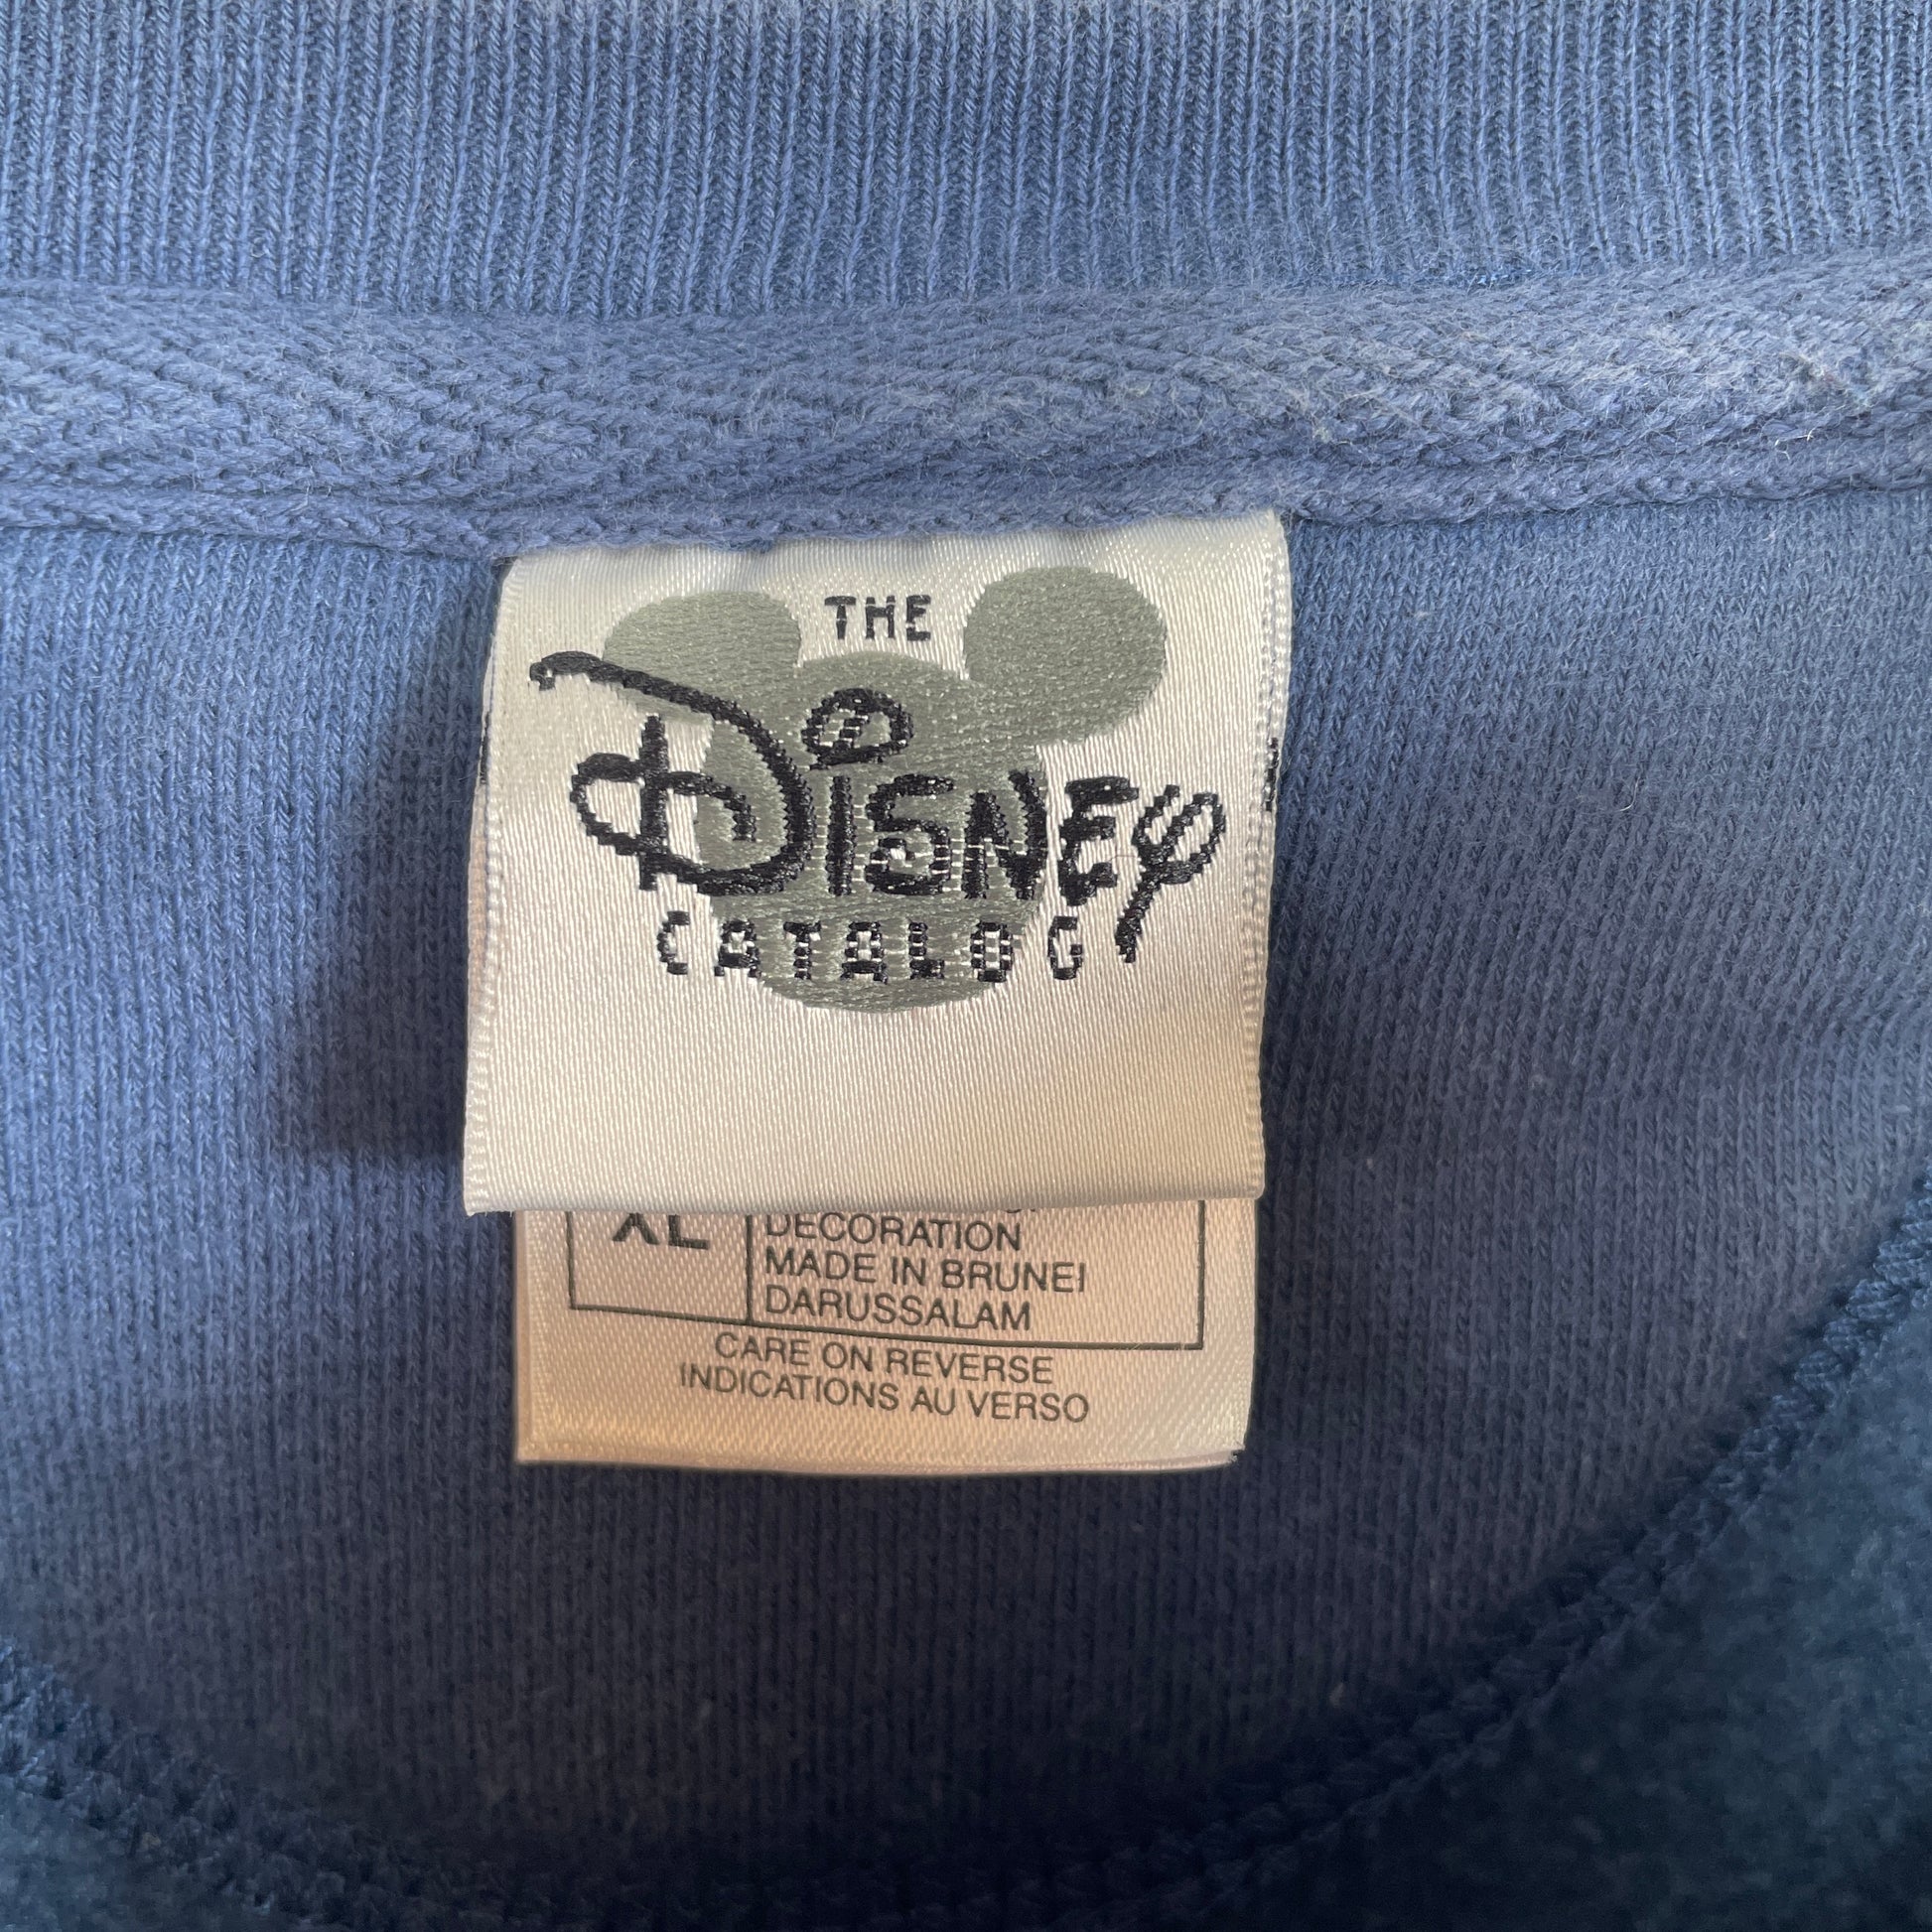 THE
Disney
CATALOG
XL
DECORATION
MADE IN BRUNEI
DARUSSALAM
CARE ON REVERSE
INDICATIONS AU VERSO